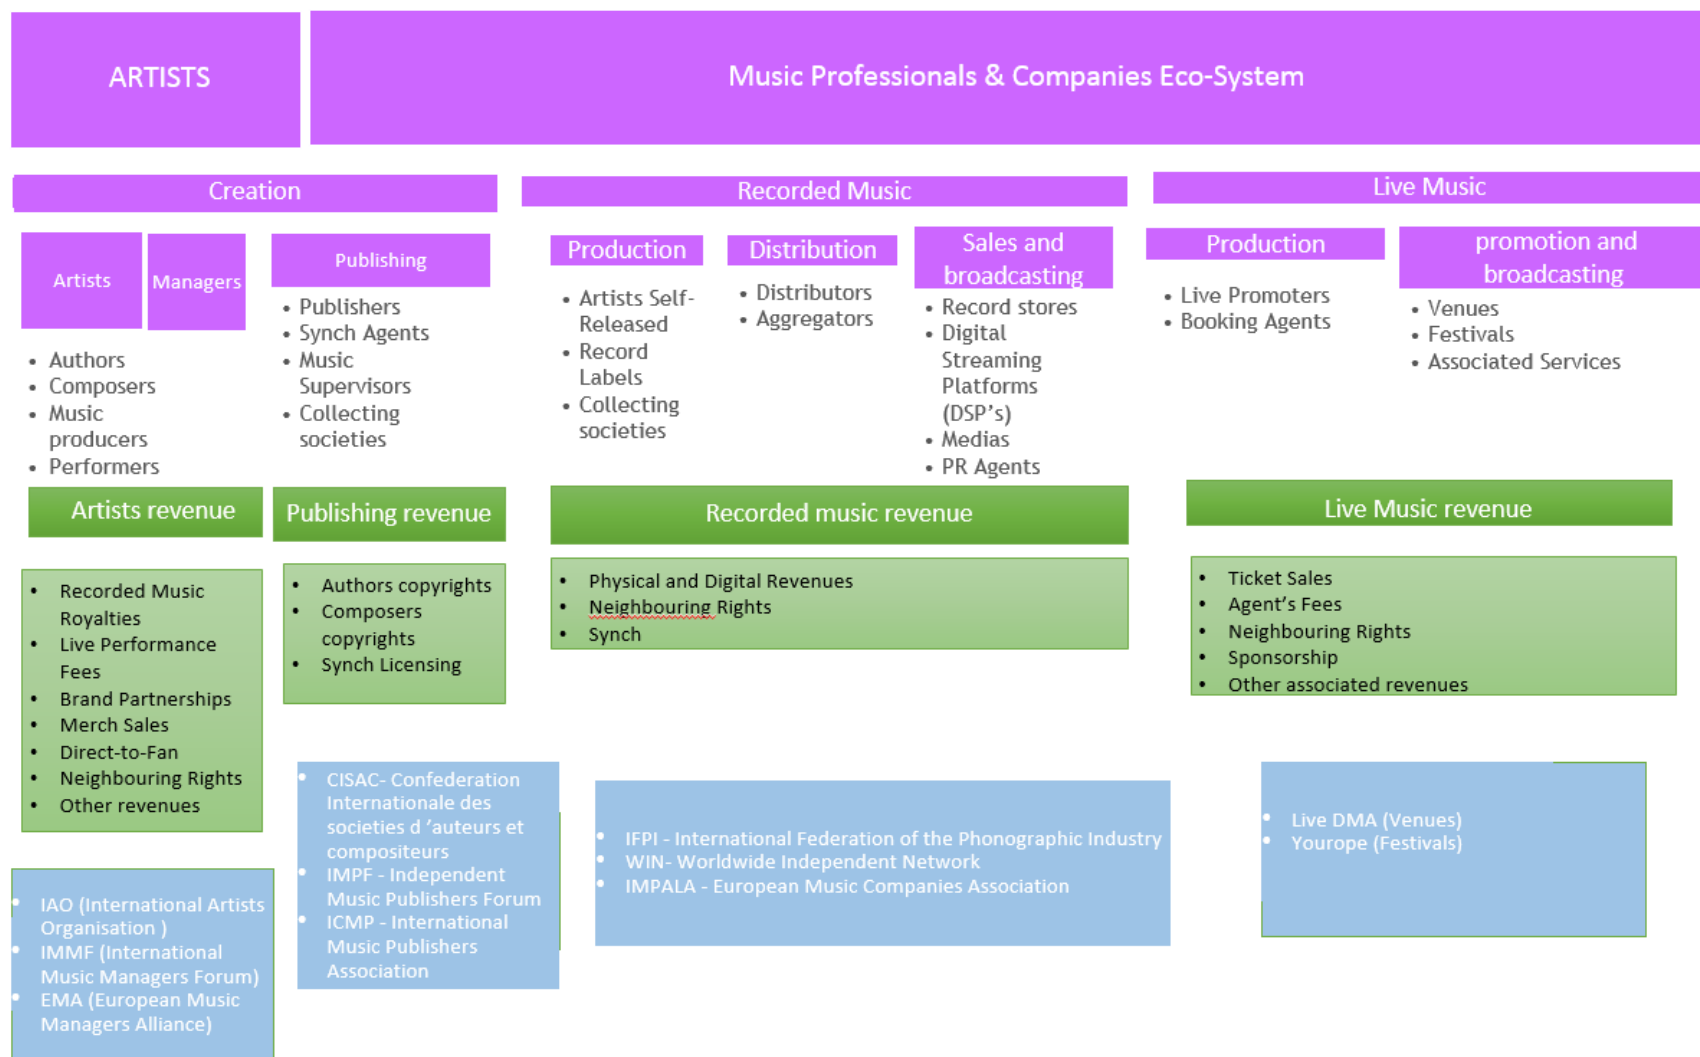 ARTISTS
Music Professionals & Companies Eco-System
Creation
Artists
Managers
• Authors
• Composers
• Music
producers
• Performers
Publishing
• Publishers
• Synch Agents
• Music
Supervisors
• Collecting
societies
Recorded Music
Production
• Artists Self-
Released
• Record
Labels
• Collecting
societies
Distribution
• Distributors
• Aggregators
Sales and
broadcasting
• Record stores
• Digital
Streaming
Platforms
(DSP's)
• Medias
• PR Agents
Live Music
Production
• Live Promoters
• Booking Agents
promotion and
broadcasting
• Venues
• Festivals
• Associated Services
Artists revenue
• Recorded Music
Royalties
• Live Performance
Fees
• Brand Partnerships
• Merch Sales
• Direct-to-Fan
• Neighbouring Rights
• Other revenues
Publishing revenue
• Authors copyrights
• Composers
copyrights
• Synch Licensing
Recorded music revenue
• Physical and Digital Revenues
• Neighbouring Rights
• Synch
Live Music revenue
• Ticket Sales
• Agent's Fees
• Neighbouring Rights
• Sponsorship
• Other associated revenues
• IAO (International Artists
Organisation )
• IMMF (International
Music Managers Forum)
• EMA (European Music
Managers Alliance)
• CISAC- Confederation
Internationale des
societies d 'auteurs et
compositeurs
• IMPF - Independent
Music Publishers Forum
• ICMP - International
Music Publishers
Association
• IFPI - International Federation of the Phonographic Industry
• WIN- Worldwide Independent Network
• IMPALA - European Music Companies Association
• Live DMA (Venues)
• Yourope (Festivals)